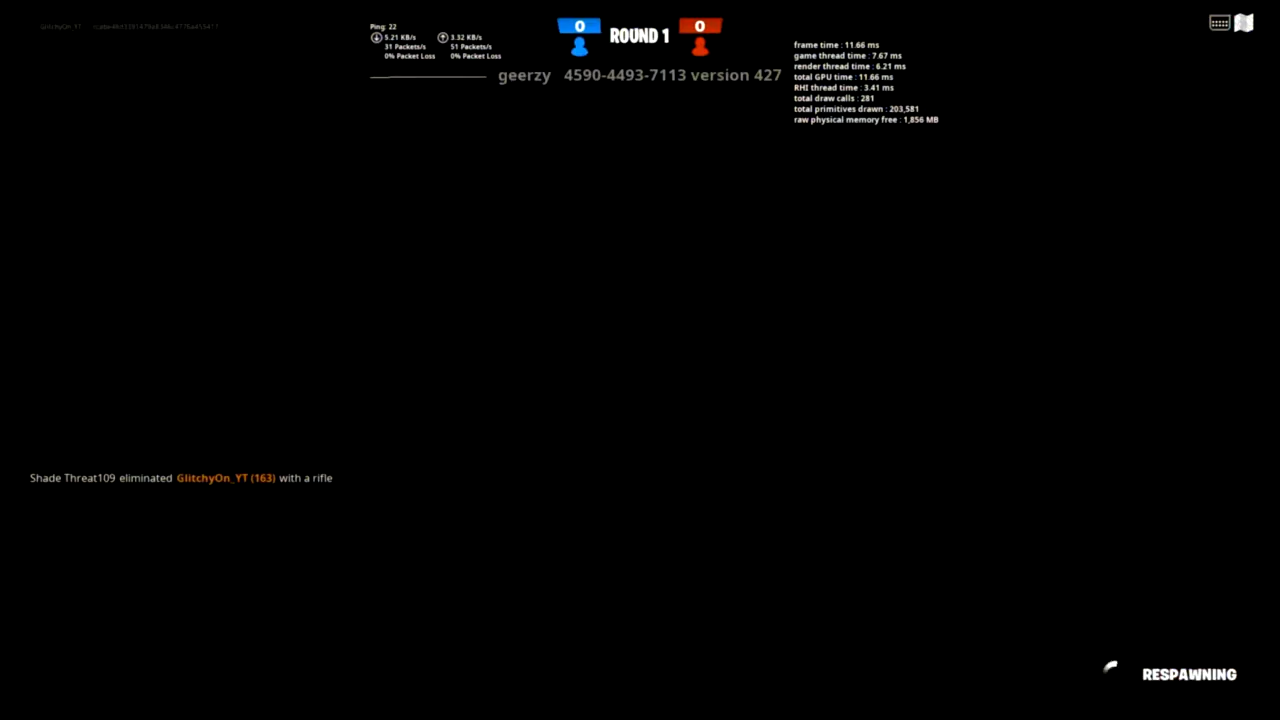 GlitchyOn_YT
Ping: 22
5.21 KB/s 3.32 KB/s
31 Packets/s 51 Packets/s
0% Packet Loss 0% Packet Loss
0 ROUND 1 0
geerzy 4590-4493-7113 version 427
frame time : 11.66 ms
game thread time : 7.67 ms
render thread time : 6.21 ms
total GPU time : 11.66 ms
RHI thread time : 3.41 ms
total draw calls : 281
total primitives drawn : 203,581
raw physical memory free : 1,856 MB
Shade Threat109 eliminated GlitchyOn_YT (163) with a rifle
RESPAWNING